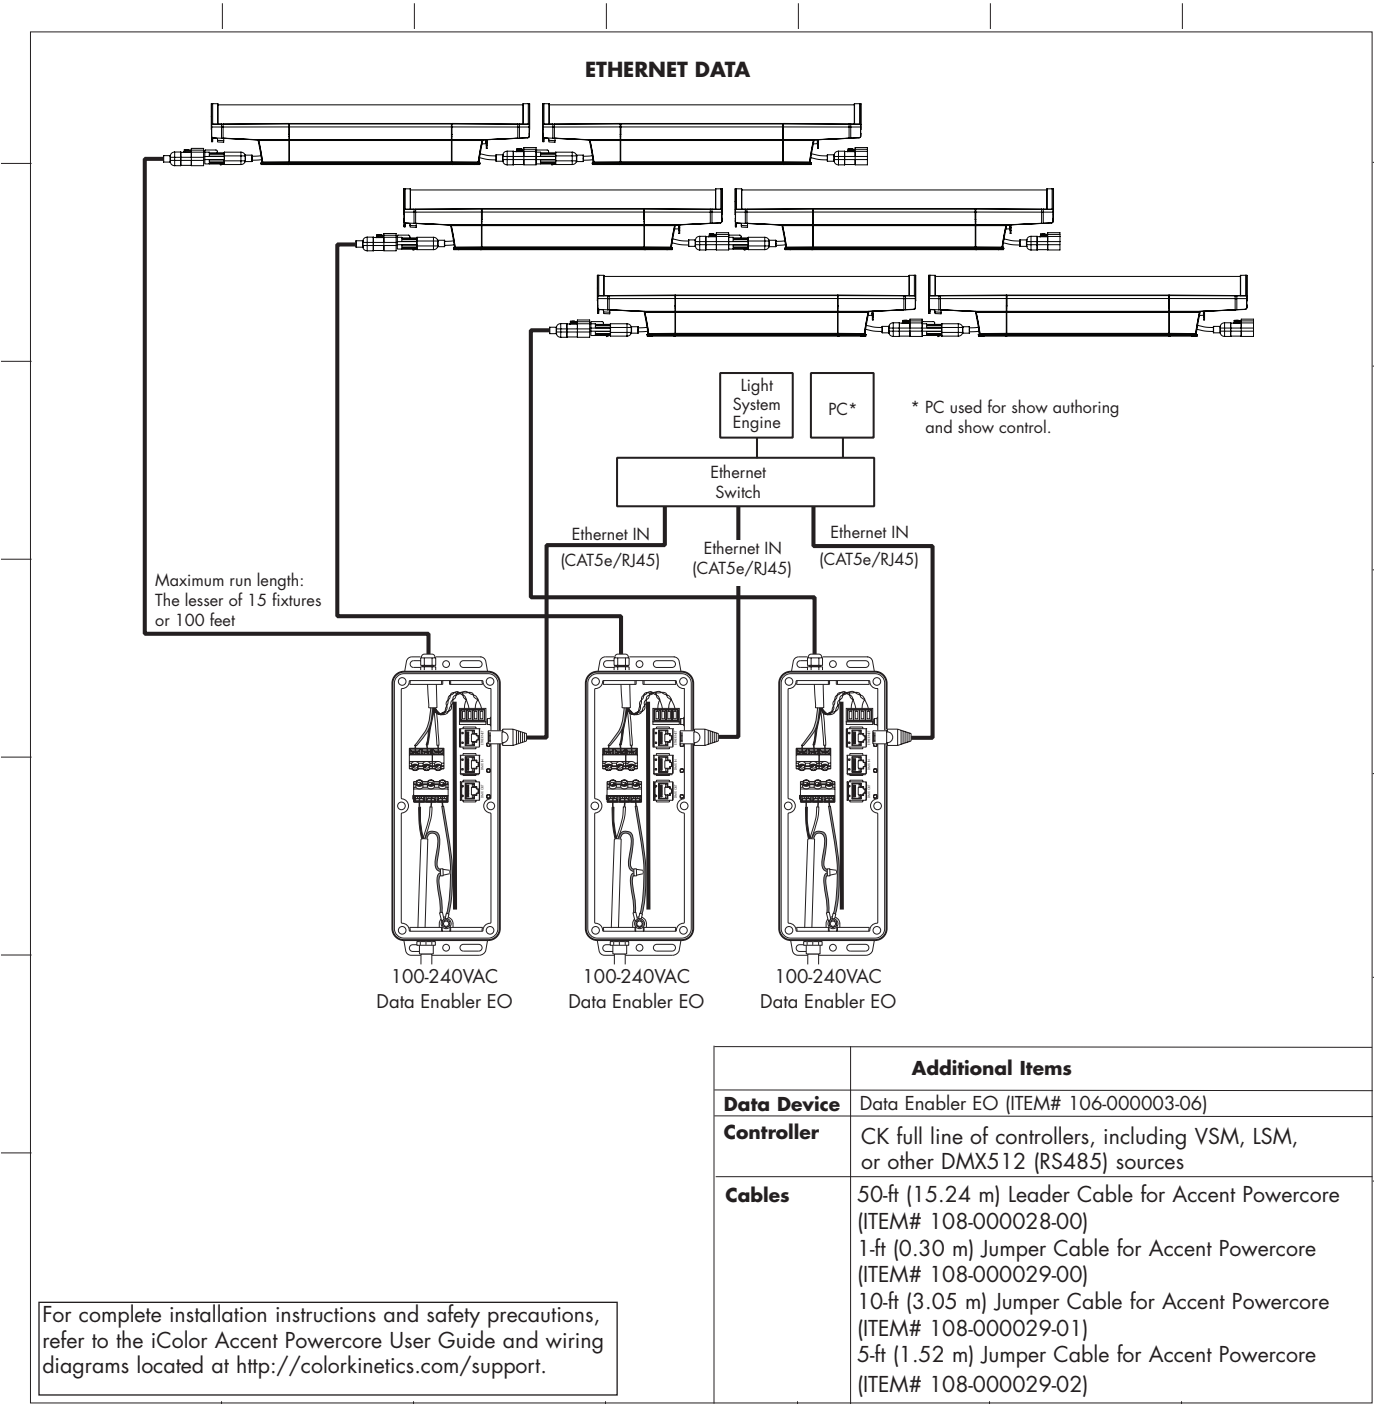 ETHERNET DATA
Light
System
Engine
PC*
* PC used for show authoring
and show control.
Ethernet
Switch
Ethernet IN
(CAT5e/RJ45)
Ethernet IN
(CAT5e/RJ45)
Ethernet IN
(CAT5e/RJ45)
Maximum run length:
The lesser of 15 fixtures
or 100 feet
100-240VAC
Data Enabler EO
100-240VAC
Data Enabler EO
100-240VAC
Data Enabler EO
Additional Items
Data Device Data Enabler EO (ITEM# 106-000003-06)
Controller CK full line of controllers, including VSM, LSM,
or other DMX512 (RS485) sources
Cables 50-ft (15.24 m) Leader Cable for Accent Powercore
(ITEM# 108-000028-00)
1-ft (0.30 m) Jumper Cable for Accent Powercore
(ITEM# 108-000029-00)
10-ft (3.05 m) Jumper Cable for Accent Powercore
(ITEM# 108-000029-01)
5-ft (1.52 m) Jumper Cable for Accent Powercore
(ITEM# 108-000029-02)
For complete installation instructions and safety precautions,
refer to the iColor Accent Powercore User Guide and wiring
diagrams located at http://colorkinetics.com/support.